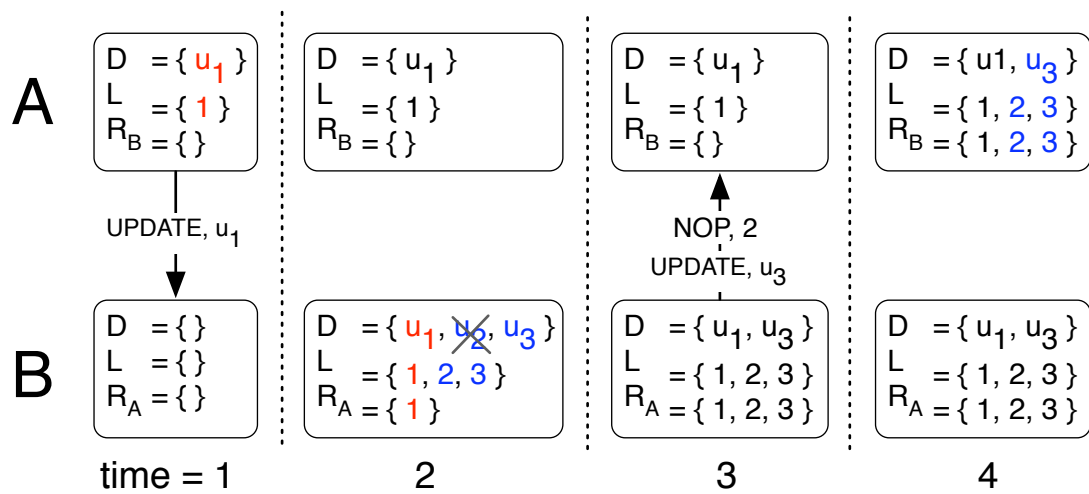 A
D = { u1 }
L = { 1 }
RB = { }
D = { u1 }
L = { 1 }
RB = { }
D = { u1 }
L = { 1 }
RB = { }
D = { u1, u3 }
L = { 1, 2, 3 }
RB = { 1, 2, 3 }
UPDATE, u1
NOP, 2
UPDATE, u3
B
D = { }
L = { }
RA = { }
D = { u1, u2, u3 }
L = { 1, 2, 3 }
RA = { 1 }
D = { u1, u3 }
L = { 1, 2, 3 }
RA = { 1, 2, 3 }
D = { u1, u3 }
L = { 1, 2, 3 }
RA = { 1, 2, 3 }
time = 1
2
3
4